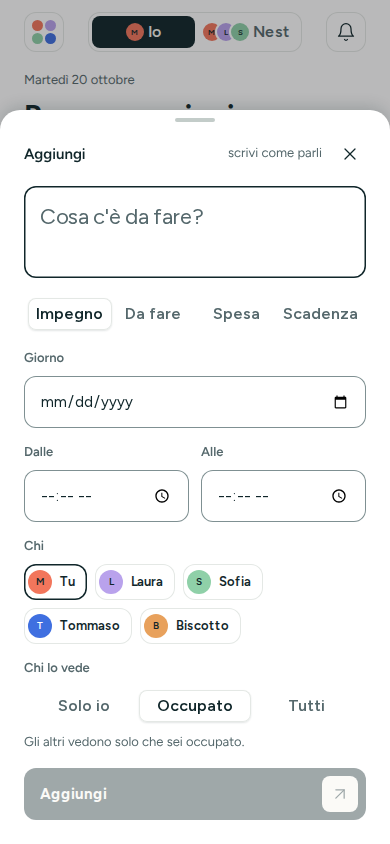 M Io
M L S Nest
Martedì 20 ottobre
Aggiungi
scrivi come parli
Cosa c'è da fare?
Impegno Da fare Spesa Scadenza
Giorno
mm/dd/yyyy
Dalle Alle
--:-- -- --:-- --
Chi
M Tu L Laura S Sofia
T Tommaso B Biscotto
Chi lo vede
Solo io Occupato Tutti
Gli altri vedono solo che sei occupato.
Aggiungi